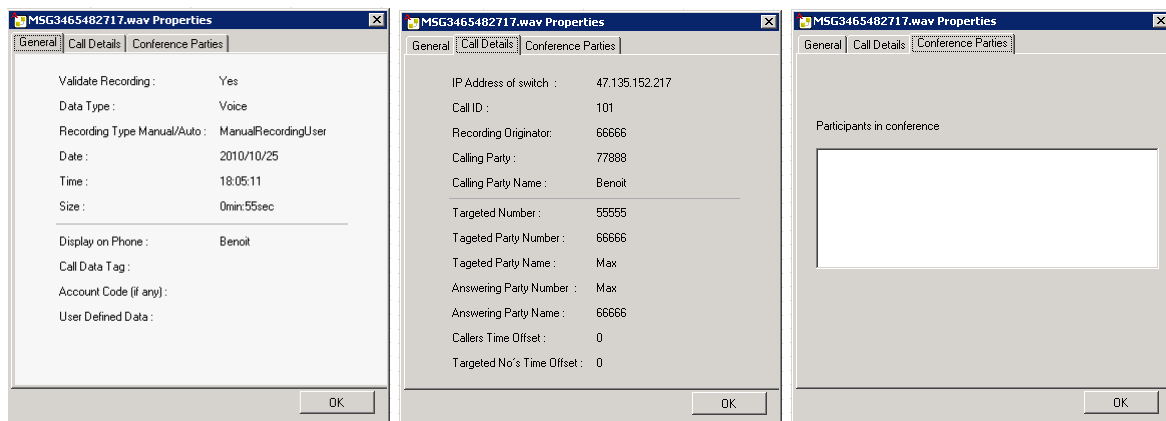 MSG3465482717.wav Properties
General Call Details Conference Parties
Validate Recording : Yes
Data Type : Voice
Recording Type Manual/Auto : ManualRecordingUser
Date : 2010/10/25
Time : 18:05:11
Size : 0min:55sec
Display on Phone : Benoit
Call Data Tag :
Account Code (if any) :
User Defined Data :
OK
MSG3465482717.wav Properties
General Call Details Conference Parties
IP Address of switch : 47.135.152.217
Call ID : 101
Recording Originator: 66666
Calling Party : 77888
Calling Party Name : Benoit
Targeted Number : 55555
Tageted Party Number : 66666
Tageted Party Name : Max
Answering Party Number : Max
Answering Party Name : 66666
Callers Time Offset : 0
Targeted No's Time Offset : 0
OK
MSG3465482717.wav Properties
General Call Details Conference Parties
Participants in conference
OK